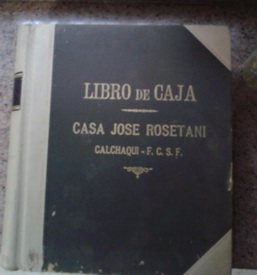 LIBRO DE CAJA
CASA JOSE ROSETANI
CALCHAQUI - F. C. S. F.